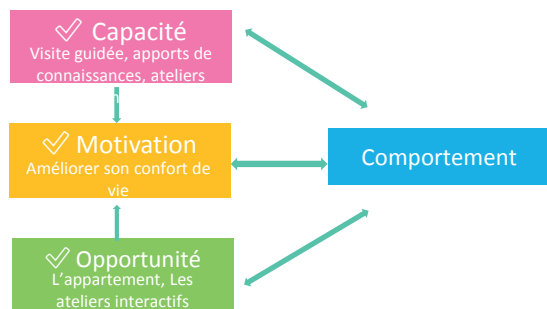 ✓ Capacité
Visite guidée, apports de
connaissances, ateliers
✓ Motivation
Améliorer son confort de
vie
Comportement
✓ Opportunité
L'appartement, Les
ateliers interactifs